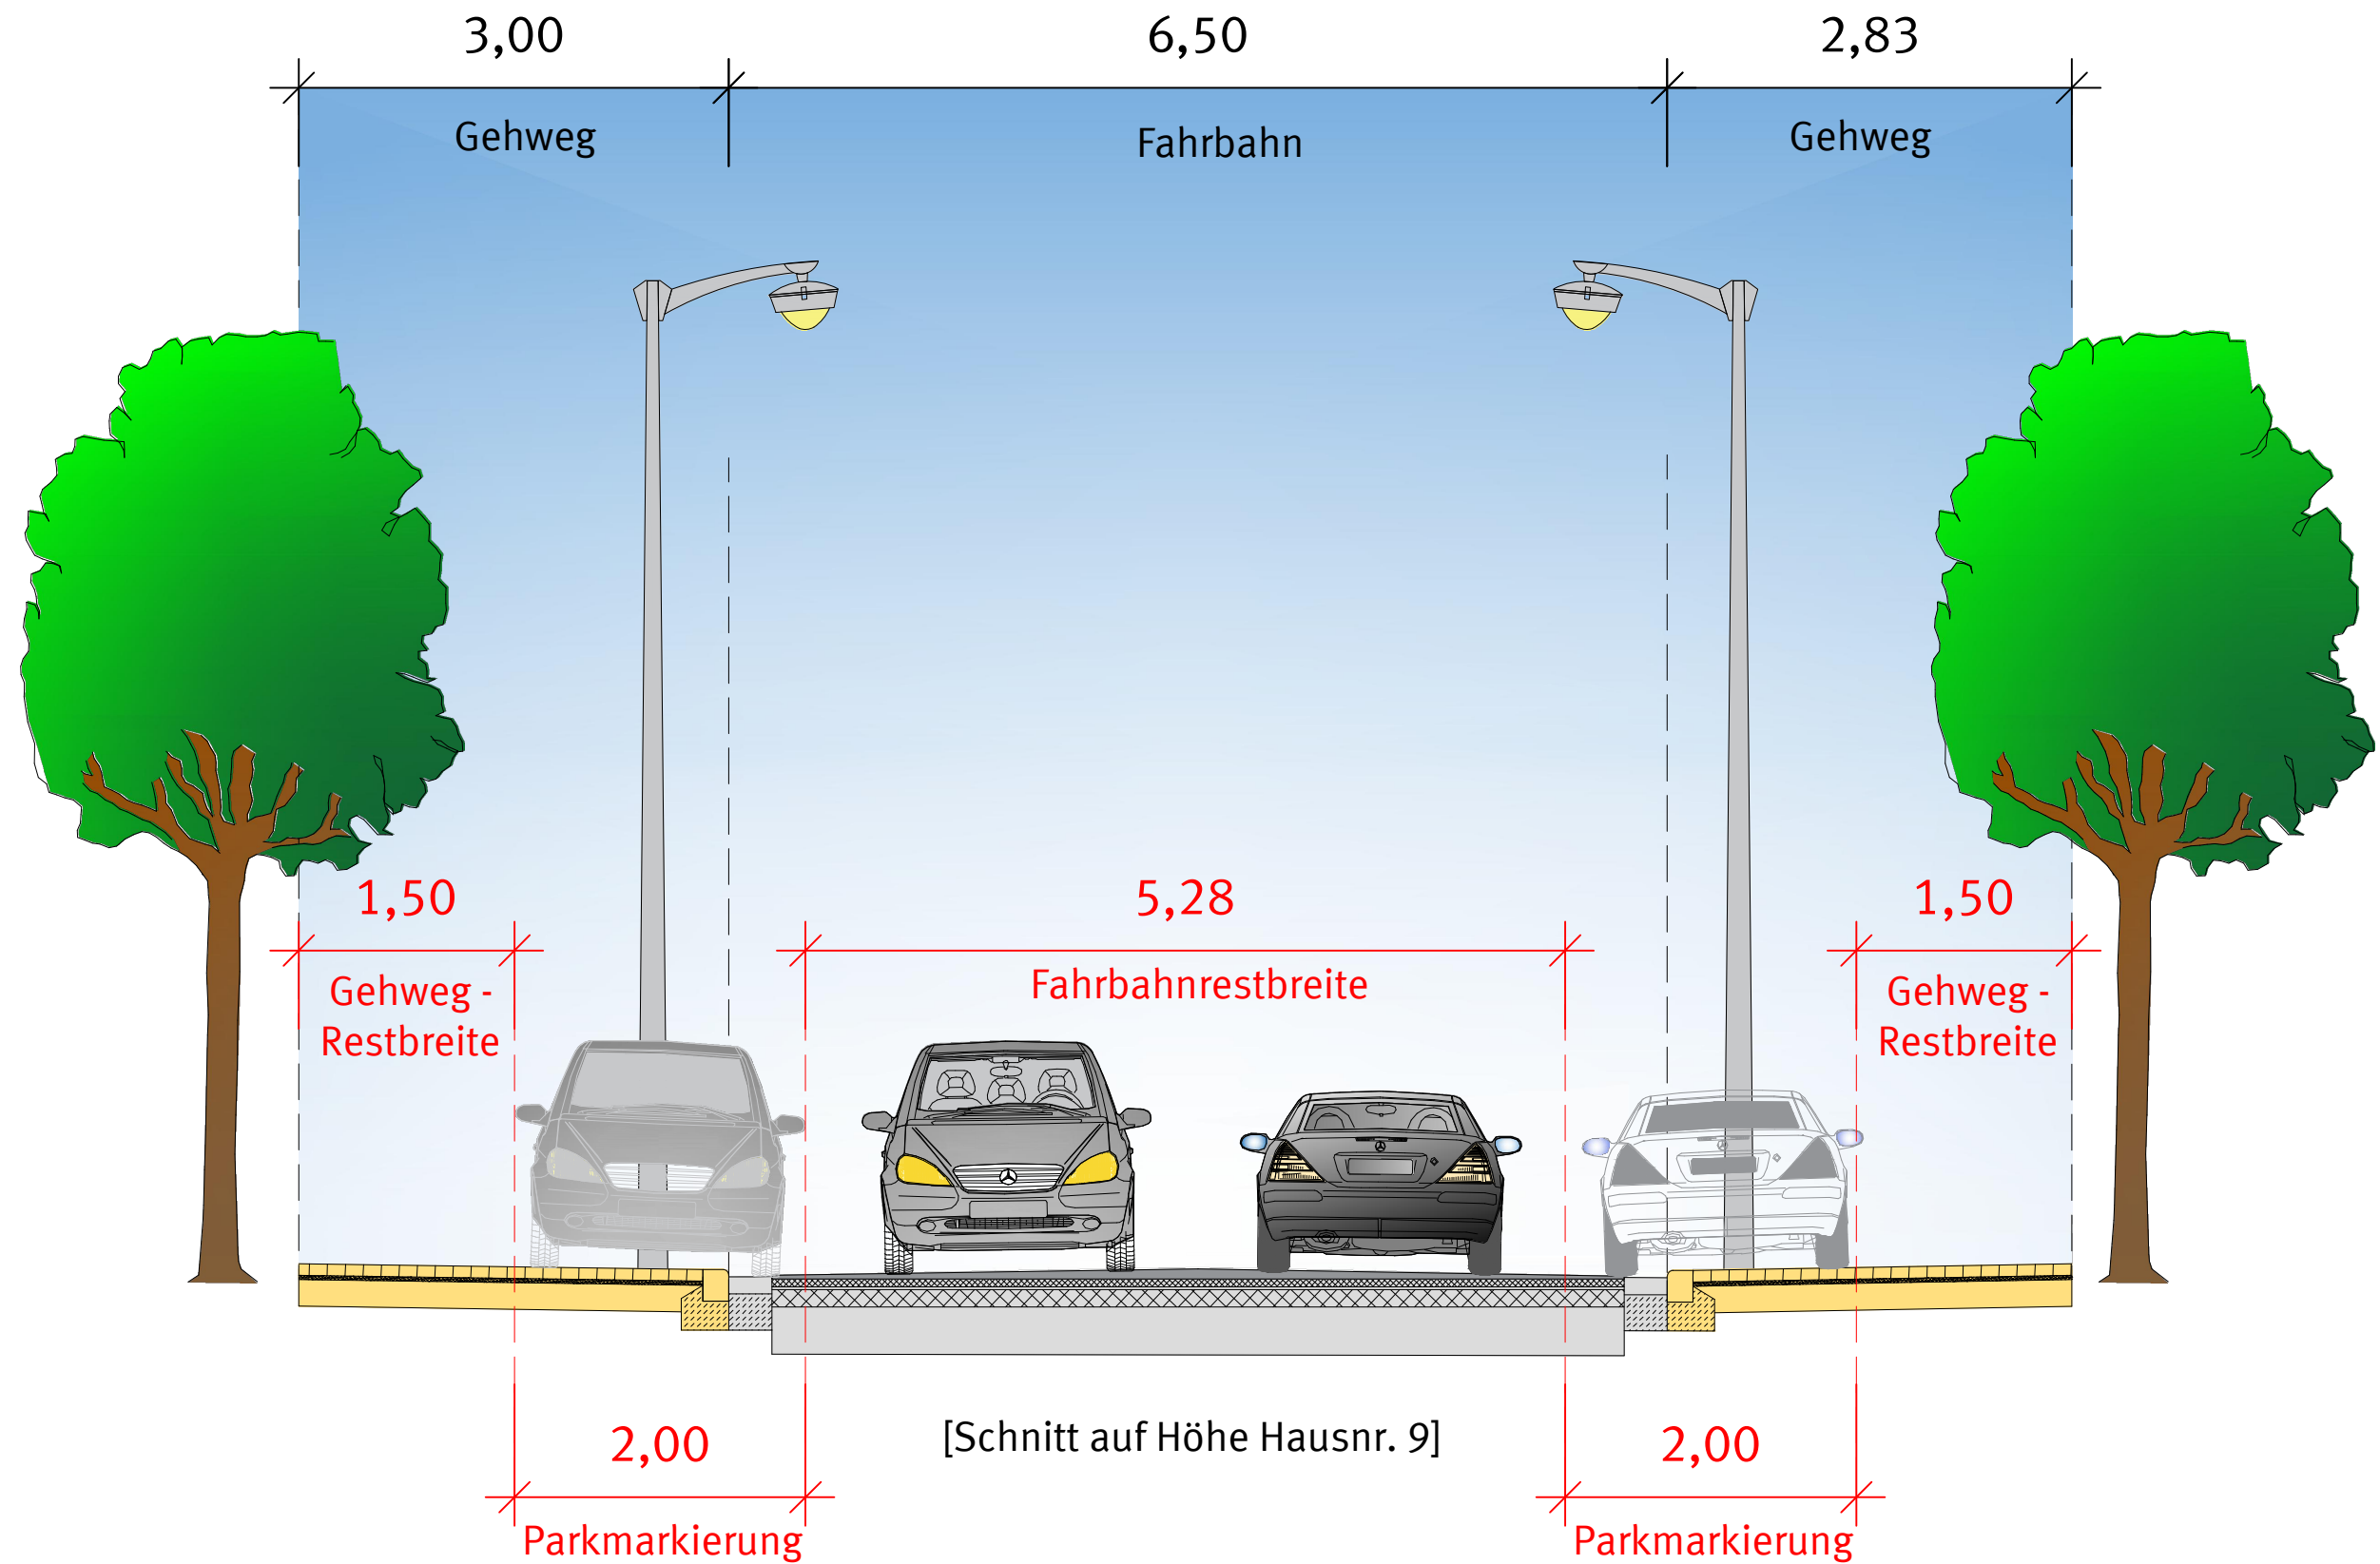 3,00 6,50 2,83
Gehweg Fahrbahn Gehweg
1,50 5,28 1,50
Gehweg - Fahrbahnrestbreite Gehweg -
Restbreite Restbreite
2,00 [Schnitt auf Höhe Hausnr. 9] 2,00
Parkmarkierung Parkmarkierung